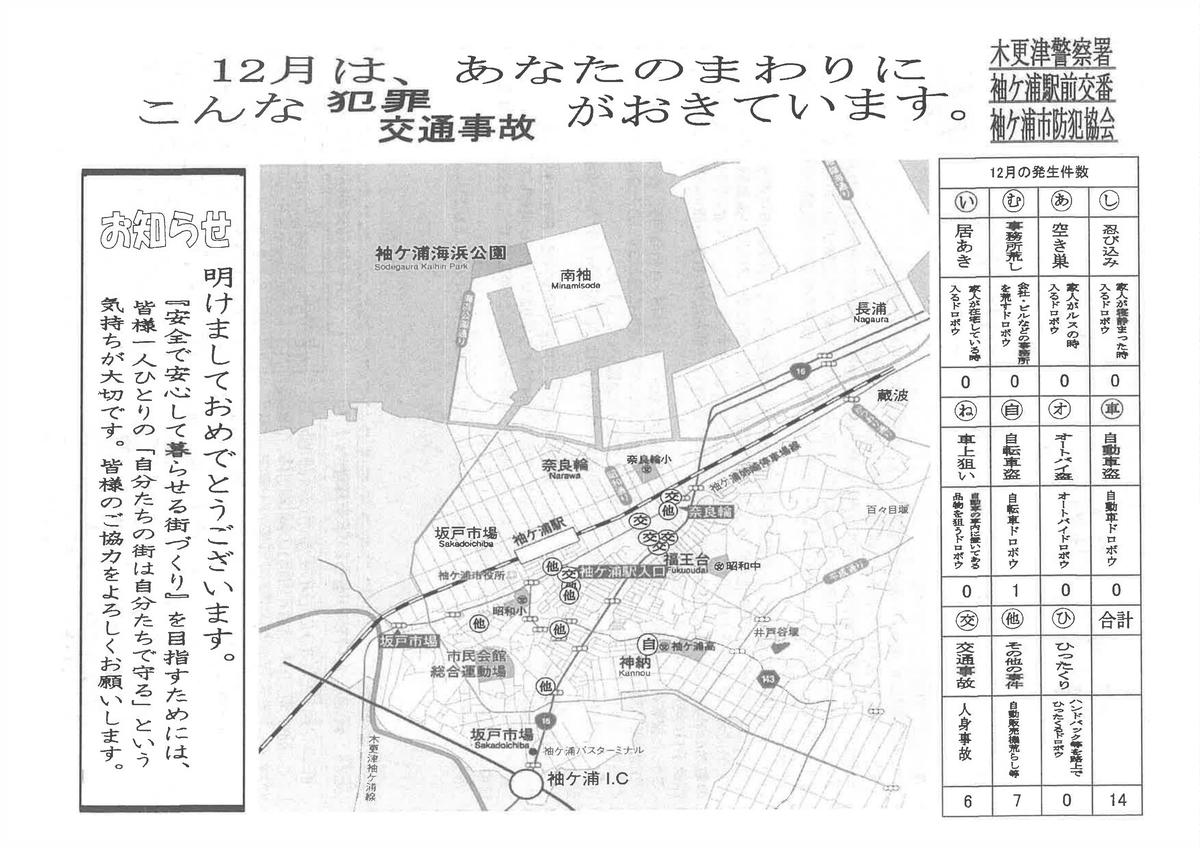 12月は、あなたのまわりに
こんな 犯罪 交通事故 がおきています。
木更津警察署
袖ケ浦駅前交番
袖ケ浦市防犯協会
お知らせ
明けましておめでとうございます。
『安全で安心して暮らせる街づくり』を目指すためには、
皆様一人ひとりの「自分たちの街は自分たちで守る」という
気持ちが大切です。皆様のご協力をよろしくお願いします。
袖ケ浦海浜公園
Sodegaura Kaihin Park
南袖
Minamisode
長浦
Nagaura
16
蔵波
奈良輪
Narawa
奈良輪小
袖ケ浦姉崎停車場線
交
他
奈良輪
交
交
交
交
百々目塚
坂戸市場
Sakadoichiba
袖ケ浦駅
福王台
Fukuoudai
昭和中
袖ケ浦市役所
他
交
他
袖ケ浦駅入口
平成通り
昭和小
他
他
坂戸市場
市民会館
総合運動場
自
袖ケ浦高
井戸谷堰
神納
Kannou
143
他
16
坂戸市場
Sakadoichiba
袖ケ浦バスターミナル
木更津袖ケ浦線
袖ケ浦 I.C
12月の発生件数
い
む
あ
し
居あき
事務所荒し
空き巣
忍び込み
家人が在宅している時
入るドロボウ
会社・ビルなどの事務所
を荒すドロボウ
家人がルスの時
入るドロボウ
家人が寝静まった時
入るドロボウ
0
0
0
0
ね
自
オ
車
車上狙い
自転車盗
オートバイ盗
自動車盗
自動車の車内に置いてある
品物を狙うドロボウ
自転車ドロボウ
オートバイドロボウ
自動車ドロボウ
0
1
0
0
交
他
ひ
合計
交通事故
その他の事件
ひったくり
人身事故
自動販売機荒らし等
ハンドバック等を路上で
ひったくるドロボウ
6
7
0
14